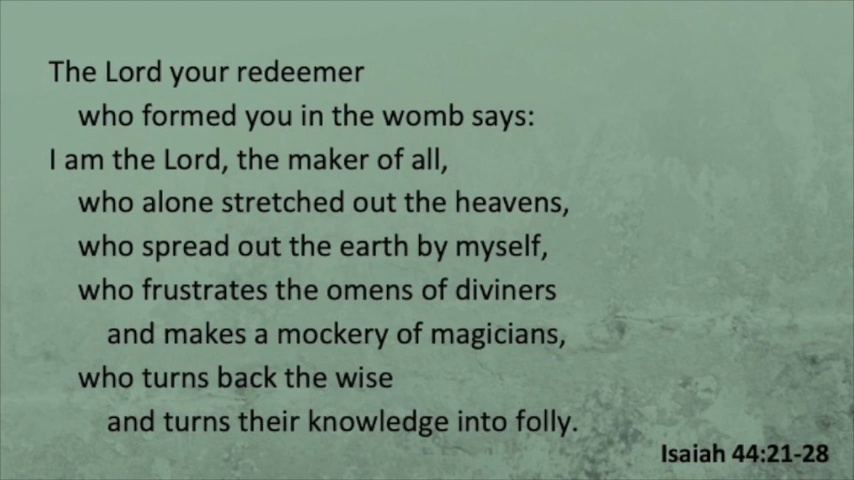 The Lord your redeemer
who formed you in the womb says:
I am the Lord, the maker of all,
who alone stretched out the heavens,
who spread out the earth by myself,
who frustrates the omens of diviners
and makes a mockery of magicians,
who turns back the wise
and turns their knowledge into folly.
Isaiah 44:21-28